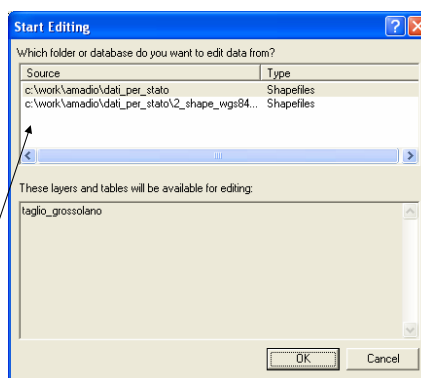 Start Editing
Which folder or database do you want to edit data from?
Source Type
c:\work\amadio\dati_per_stato Shapefiles
c:\work\amadio\dati_per_stato\2_shape_wgs84... Shapefiles
These layers and tables will be available for editing:
taglio_grossolano
OK Cancel